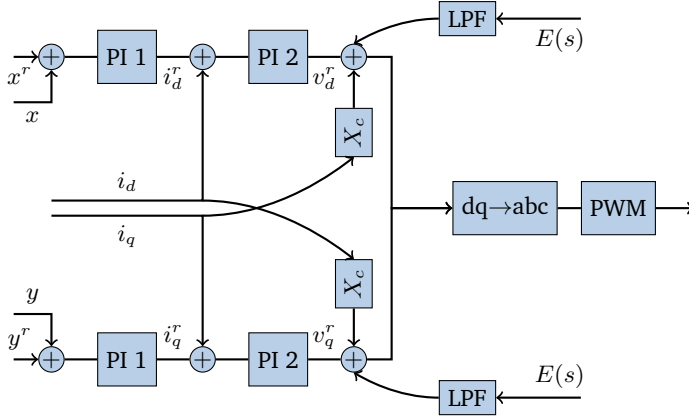 LPF
E(s)
+ PI 1 + PI 2 +
x^r i_d^r v_d^r
x
X_c
i_d
i_q
dq→abc PWM
X_c
y
y^r i_q^r v_q^r
+ PI 1 + PI 2 +
E(s)
LPF